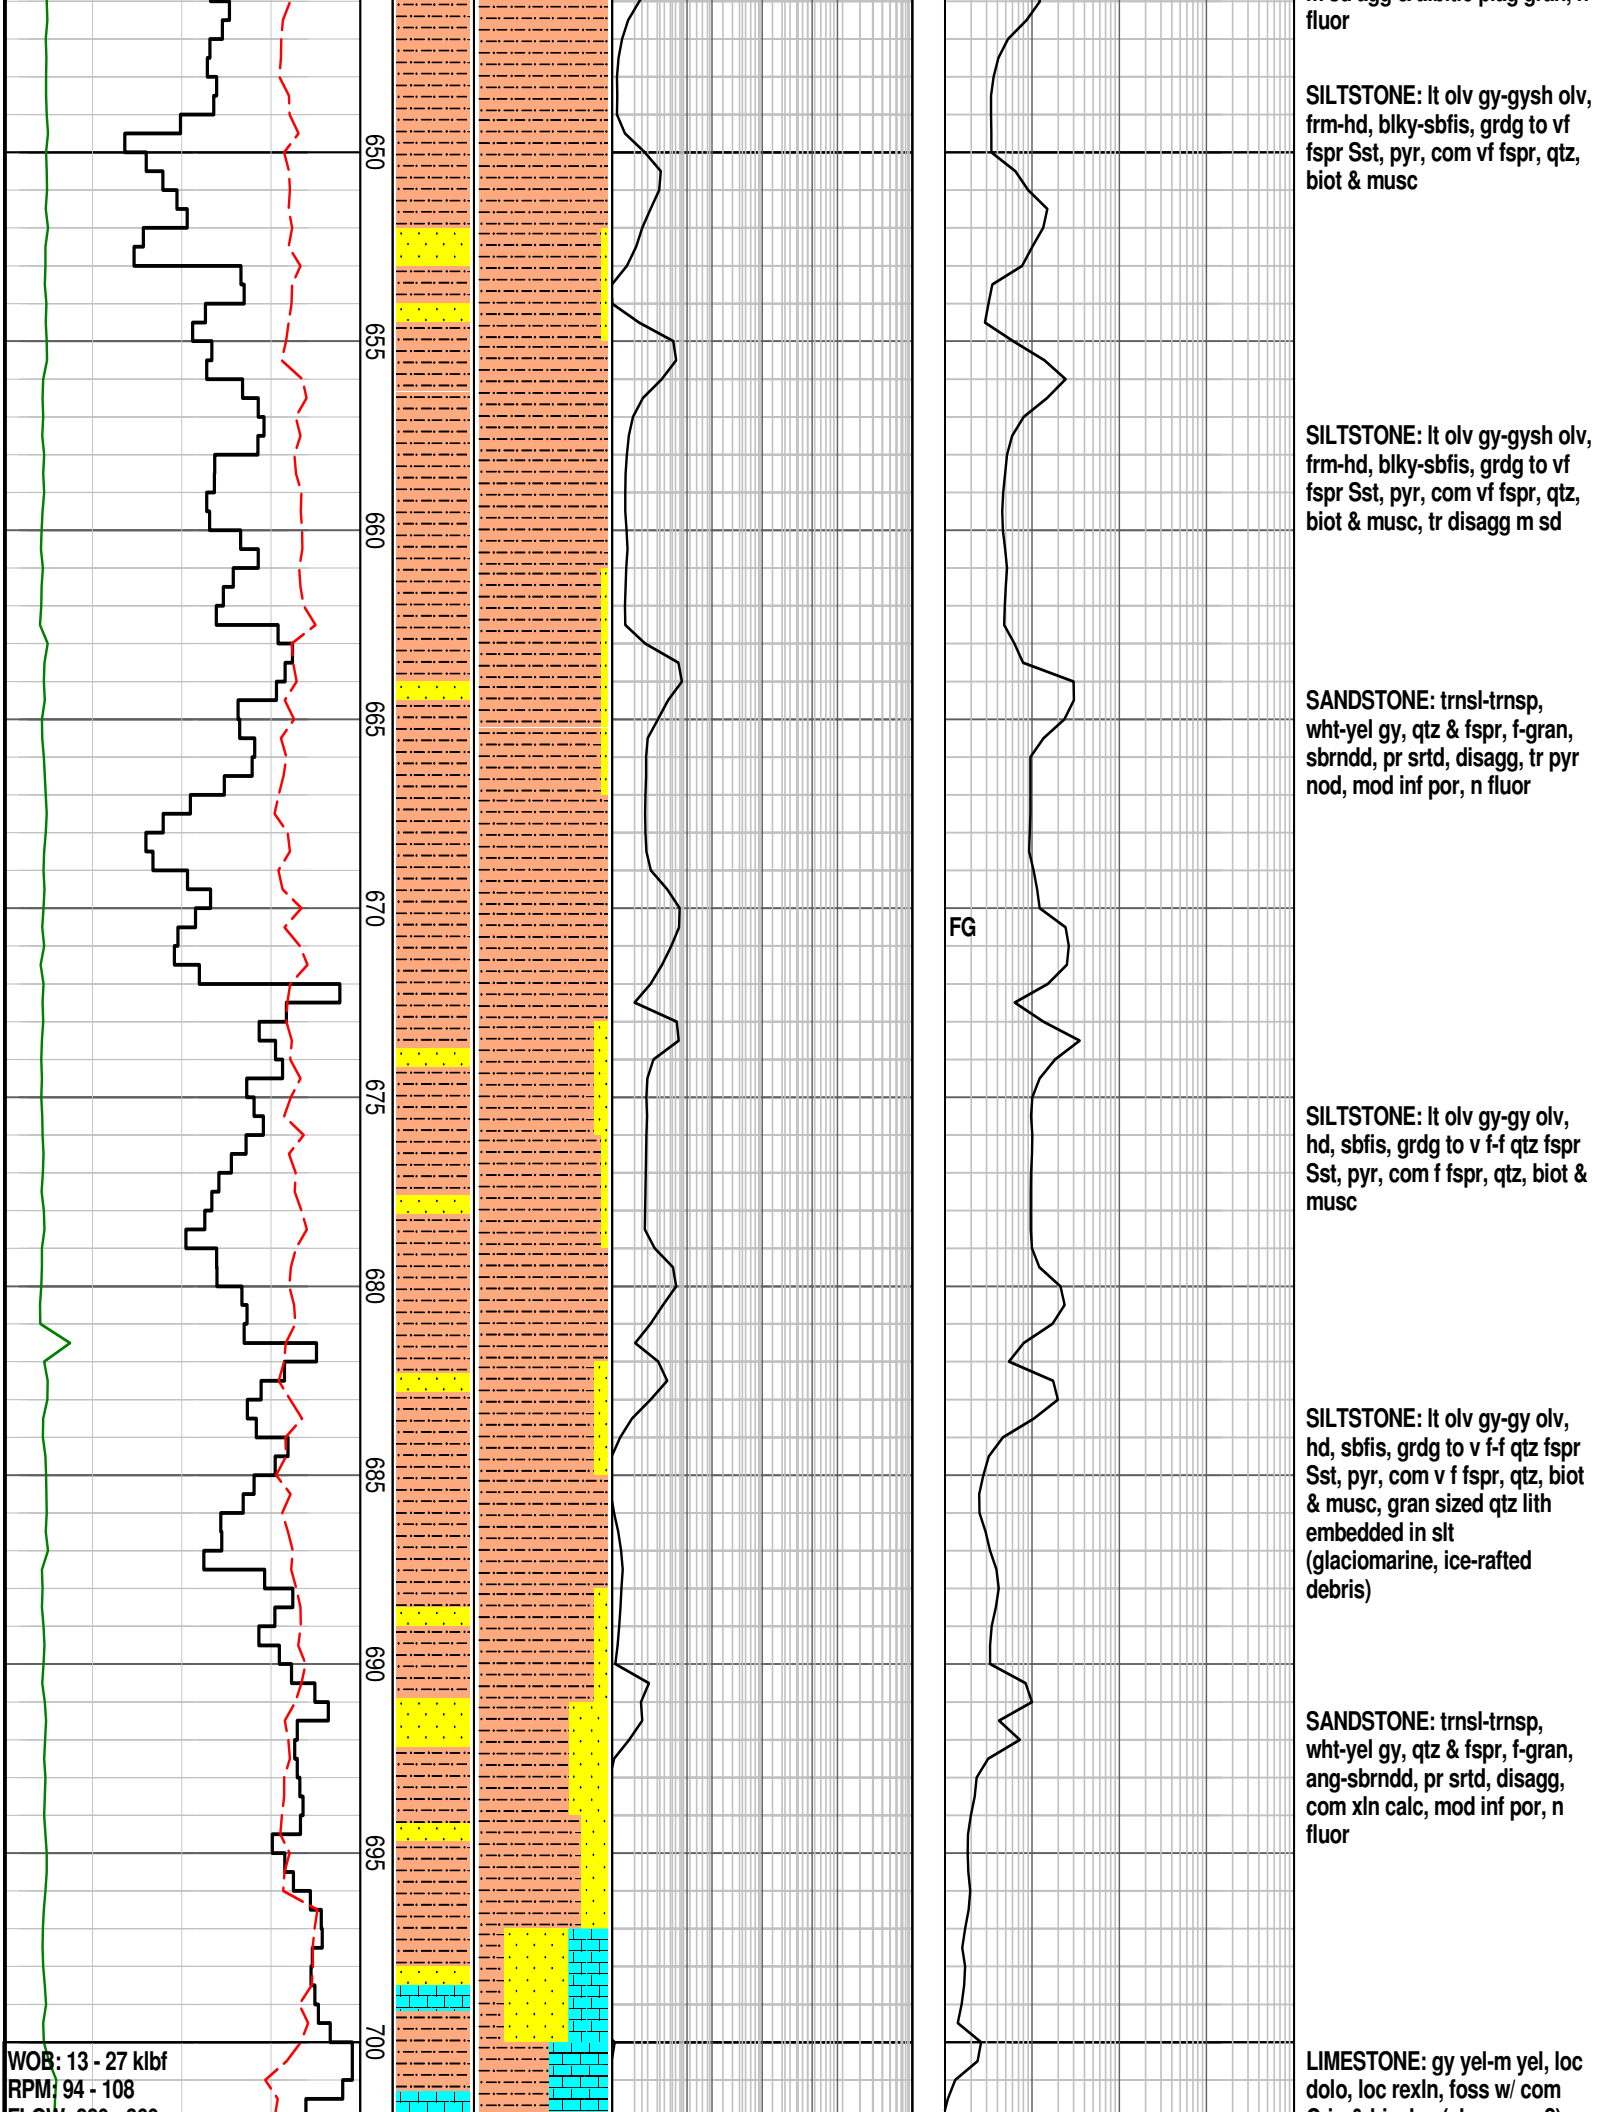 fluor
SILTSTONE: lt olv gy-gysh olv,
frm-hd, blky-sbfis, grdg to vf
fspr Sst, pyr, com vf fspr, qtz,
biot & musc
650
655
SILTSTONE: lt olv gy-gysh olv,
frm-hd, blky-sbfis, grdg to vf
fspr Sst, pyr, com vf fspr, qtz,
biot & musc, tr disagg m sd
660
665
SANDSTONE: trnsl-trnsp,
wht-yel gy, qtz & fspr, f-gran,
sbrndd, pr srtd, disagg, tr pyr
nod, mod inf por, n fluor
670
FG
675
SILTSTONE: lt olv gy-gy olv,
hd, sbfis, grdg to v f-f qtz fspr
Sst, pyr, com f fspr, qtz, biot &
musc
680
685
SILTSTONE: lt olv gy-gy olv,
hd, sbfis, grdg to v f-f qtz fspr
Sst, pyr, com v f fspr, qtz, biot
& musc, gran sized qtz lith
embedded in slt
(glaciomarine, ice-rafted
debris)
690
SANDSTONE: trnsl-trnsp,
wht-yel gy, qtz & fspr, f-gran,
ang-sbrndd, pr srtd, disagg,
com xln calc, mod inf por, n
fluor
695
700
WOB: 13 - 27 klbf
RPM: 94 - 108
LIMESTONE: gy yel-m yel, loc
dolo, loc rexln, foss w/ com